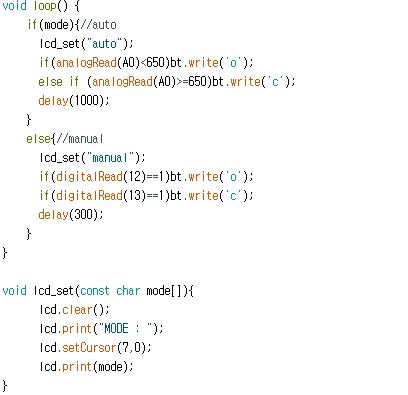 void loop() {
if(mode){//auto
lcd_set("auto");
if(analogRead(A0)<650)bt.write('o');
else if (analogRead(A0)>=650)bt.write('c');
delay(1000);
}
else{//manual
lcd_set("manual");
if(digitalRead(12)==1)bt.write('o');
if(digitalRead(13)==1)bt.write('c');
delay(300);
}
}
void lcd_set(const char mode[]){
lcd.clear();
lcd.print("MODE : ");
lcd.setCursor(7,0);
lcd.print(mode);
}